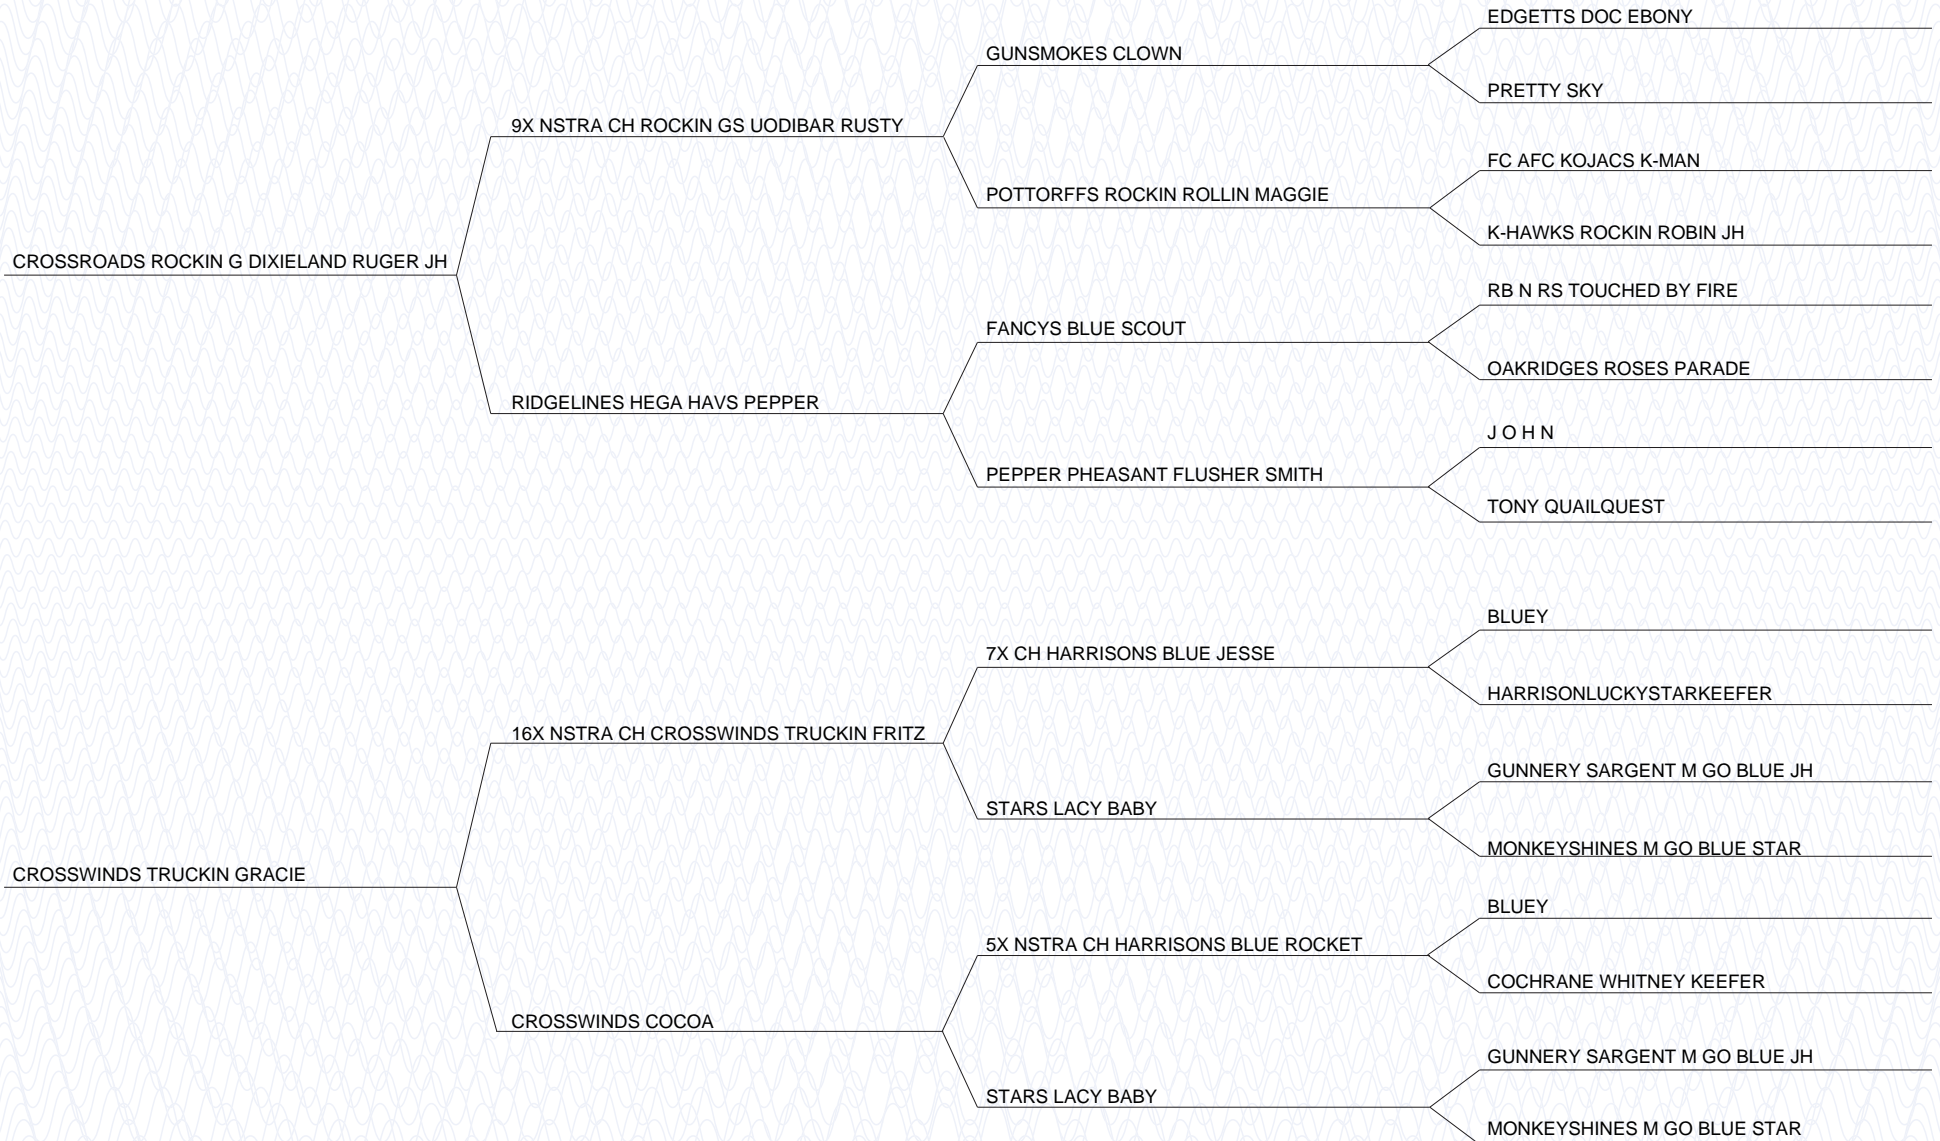 EDGETTS DOC EBONY
GUNSMOKES CLOWN
PRETTY SKY
9X NSTRA CH ROCKIN GS UODIBAR RUSTY
FC AFC KOJACS K-MAN
POTTORFFS ROCKIN ROLLIN MAGGIE
K-HAWKS ROCKIN ROBIN JH
CROSSROADS ROCKIN G DIXIELAND RUGER JH
RB N RS TOUCHED BY FIRE
FANCYS BLUE SCOUT
OAKRIDGES ROSES PARADE
RIDGELINES HEGA HAVS PEPPER
J O H N
PEPPER PHEASANT FLUSHER SMITH
TONY QUAILQUEST
BLUEY
7X CH HARRISONS BLUE JESSE
HARRISONLUCKYSTARKEEFER
16X NSTRA CH CROSSWINDS TRUCKIN FRITZ
GUNNERY SARGENT M GO BLUE JH
STARS LACY BABY
MONKEYSHINES M GO BLUE STAR
CROSSWINDS TRUCKIN GRACIE
BLUEY
5X NSTRA CH HARRISONS BLUE ROCKET
COCHRANE WHITNEY KEEFER
CROSSWINDS COCOA
GUNNERY SARGENT M GO BLUE JH
STARS LACY BABY
MONKEYSHINES M GO BLUE STAR